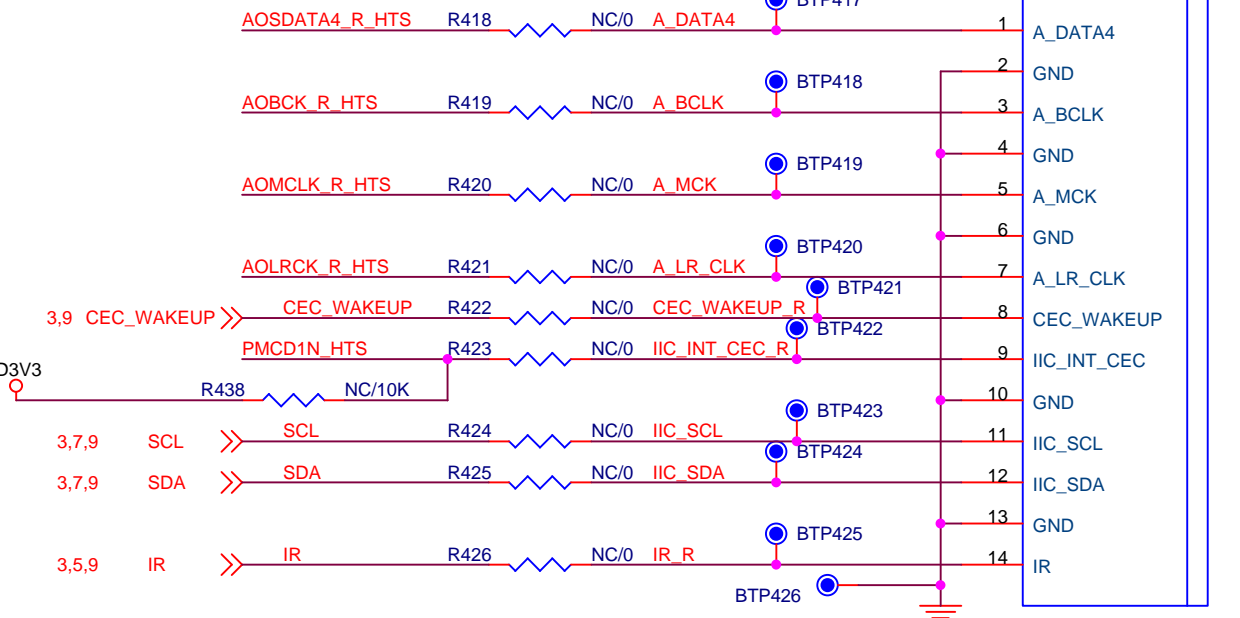 BTP417
AOSDATA4_R_HTS R418 NC/0 A_DATA4 1 A_DATA4
2 GND
BTP418
AOBCK_R_HTS R419 NC/0 A_BCLK 3 A_BCLK
4 GND
BTP419
AOMCLK_R_HTS R420 NC/0 A_MCK 5 A_MCK
6 GND
BTP420
AOLRCK_R_HTS R421 NC/0 A_LR_CLK 7 A_LR_CLK
BTP421
3,9 CEC_WAKEUP CEC_WAKEUP R422 NC/0 CEC_WAKEUP_R 8 CEC_WAKEUP
BTP422
PMCD1N_HTS R423 NC/0 IIC_INT_CEC_R 9 IIC_INT_CEC
D3V3
R438 NC/10K 10 GND
BTP423
3,7,9 SCL SCL R424 NC/0 IIC_SCL 11 IIC_SCL
BTP424
3,7,9 SDA SDA R425 NC/0 IIC_SDA 12 IIC_SDA
13 GND
BTP425
3,5,9 IR IR R426 NC/0 IR_R 14 IR
BTP426